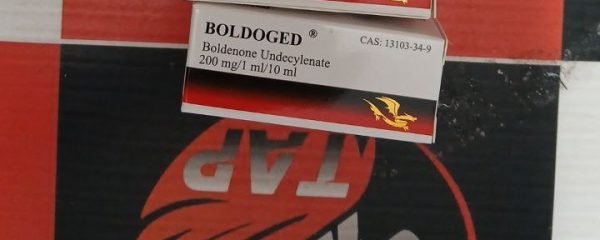 BOLDOGED ®
CAS: 13103-34-9
Boldenone Undecylenate
200 mg/1 ml/10 ml
TAP